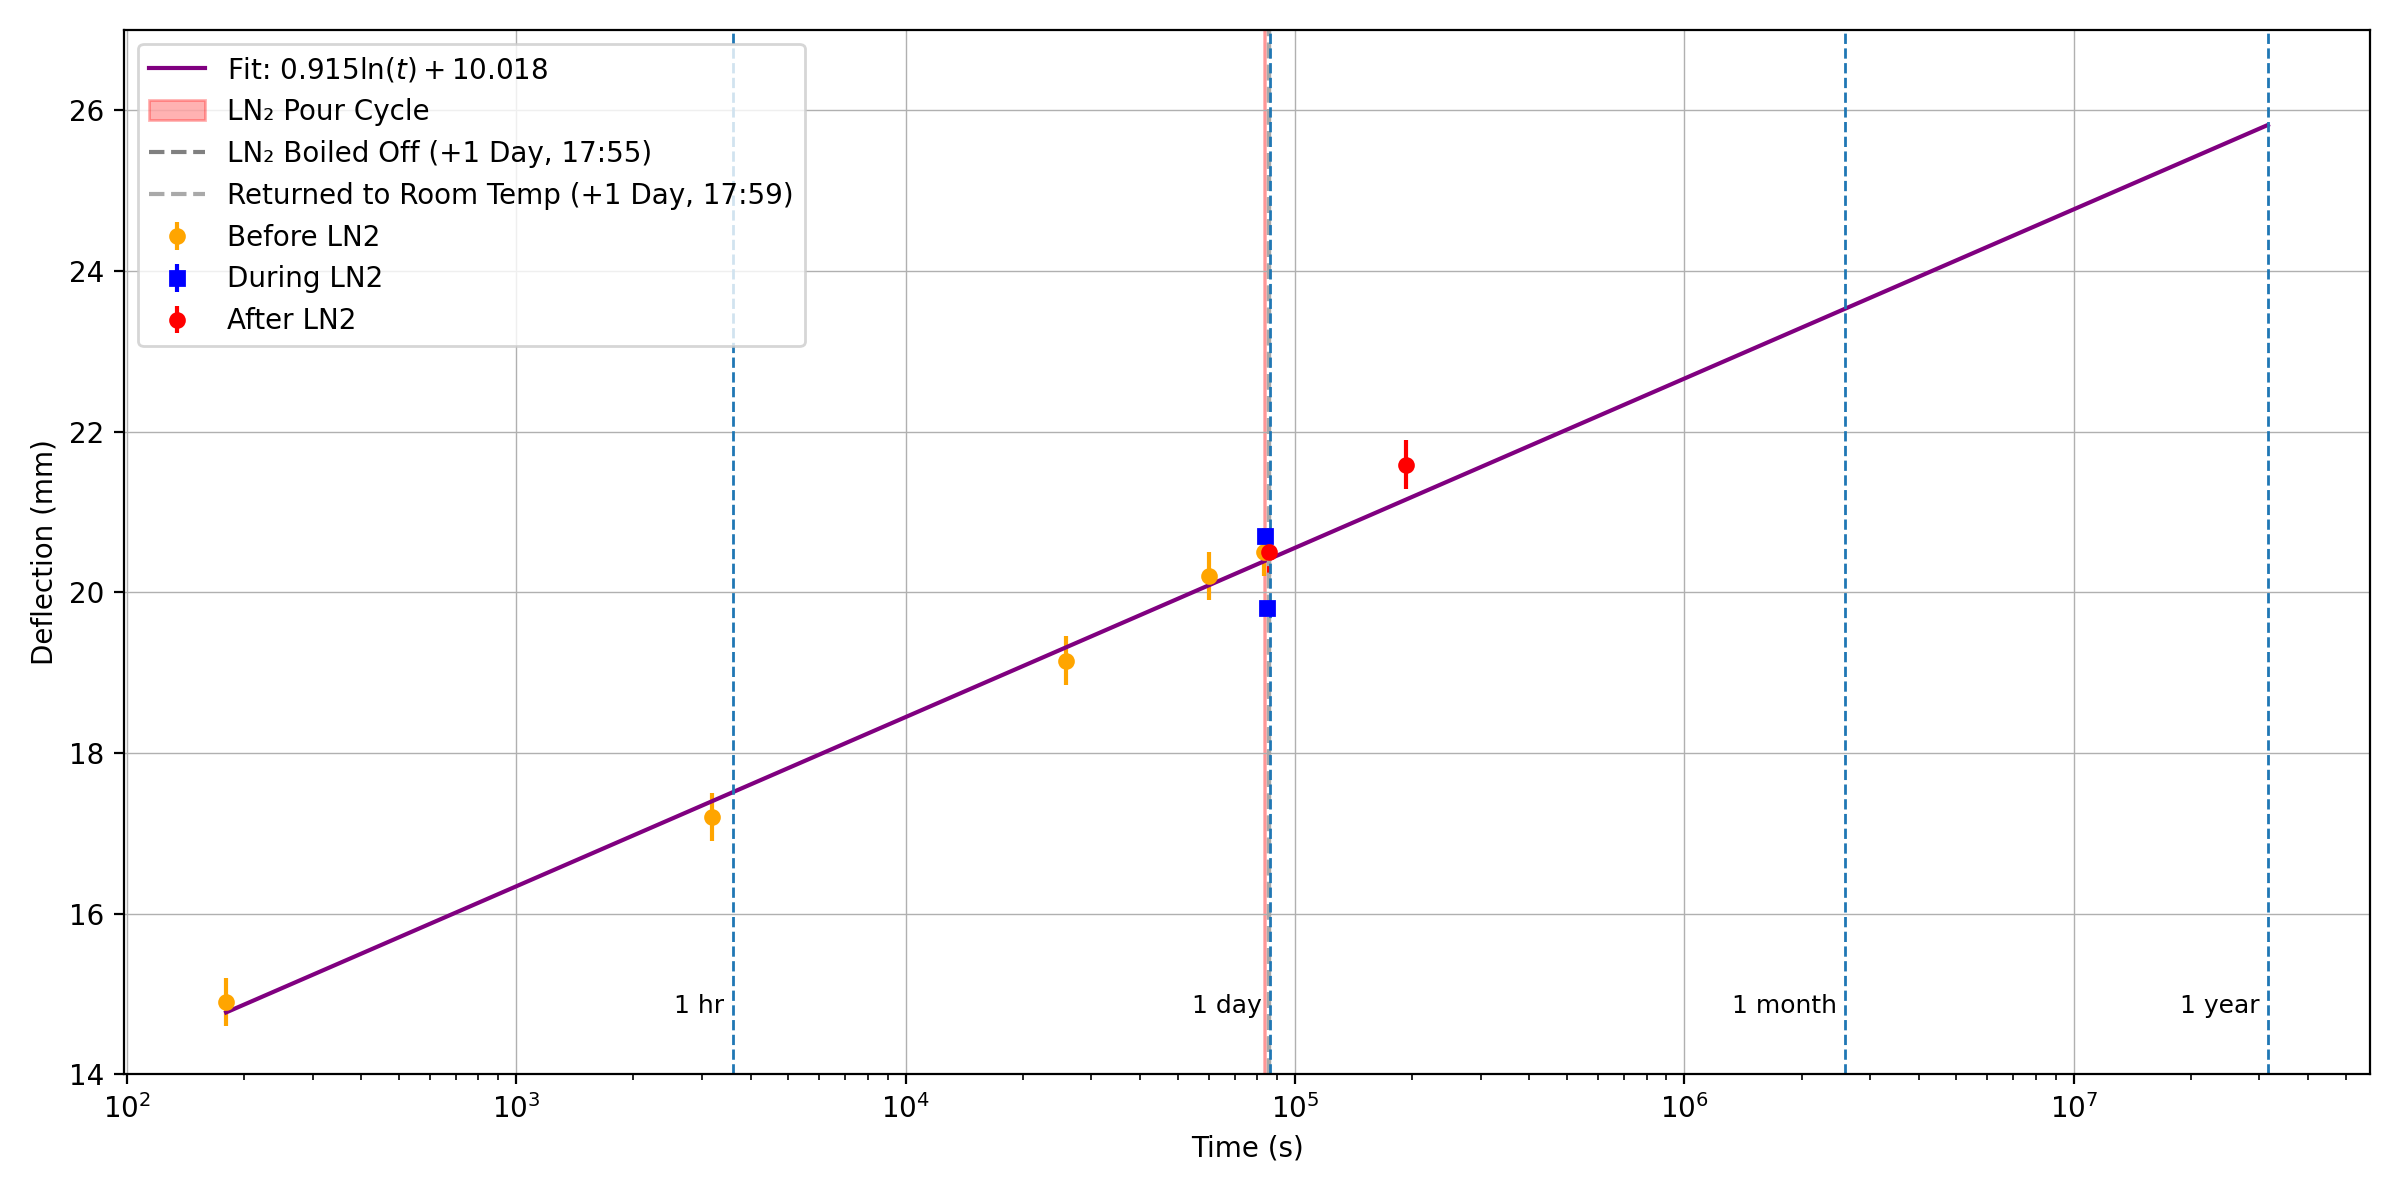 Fit: 0.915ln(t) + 10.018
LN₂ Pour Cycle
LN₂ Boiled Off (+1 Day, 17:55)
Returned to Room Temp (+1 Day, 17:59)
Before LN2
During LN2
After LN2
26
24
22
20
18
16
14
Deflection (mm)
1 hr
1 day
1 month
1 year
10²
10³
10⁴
10⁵
10⁶
10⁷
Time (s)